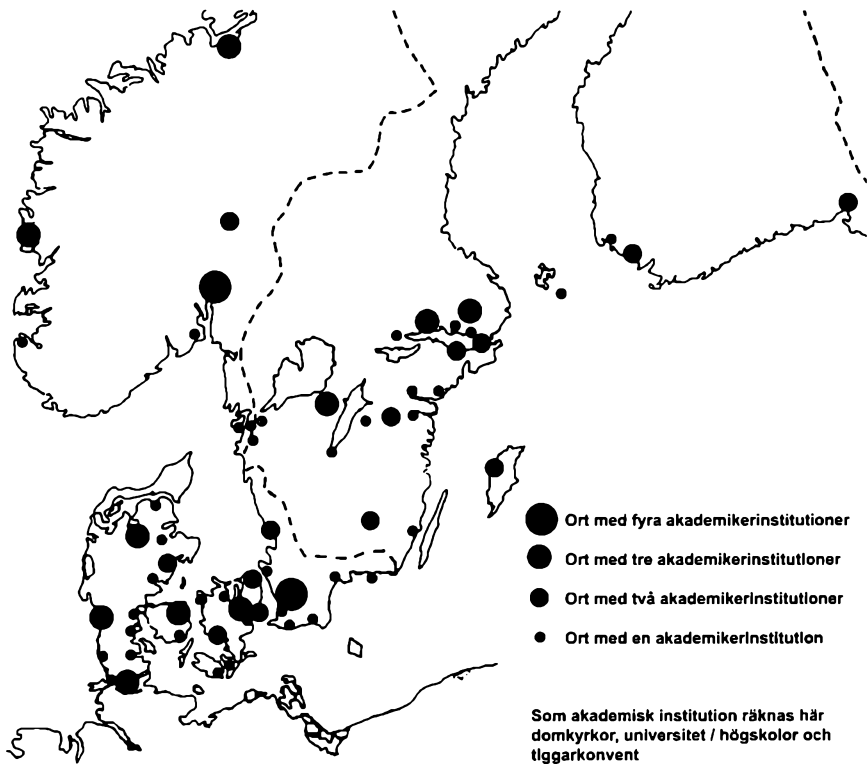 Ort med fyra akademikerinstitutioner
Ort med tre akademikerinstitutioner
Ort med två akademikerinstitutioner
Ort med en akademikerinstitution
Som akademisk institution räknas här
domkyrkor, universitet / högskolor och
tiggarkonvent